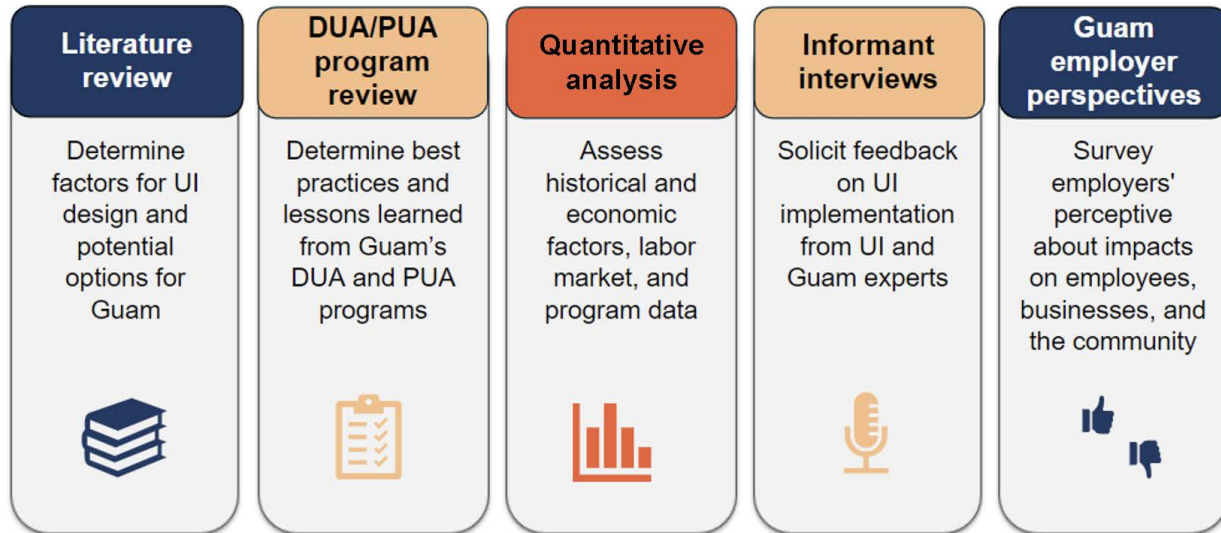 Literature
review
Determine
factors for UI
design and
potential
options for
Guam
DUA/PUA
program
review
Determine best
practices and
lessons learned
from Guam's
DUA and PUA
programs
Quantitative
analysis
Assess
historical and
economic
factors, labor
market, and
program data
Informant
interviews
Solicit feedback
on UI
implementation
from UI and
Guam experts
Guam
employer
perspectives
Survey
employers'
perceptive
about impacts
on employees,
businesses, and
the community